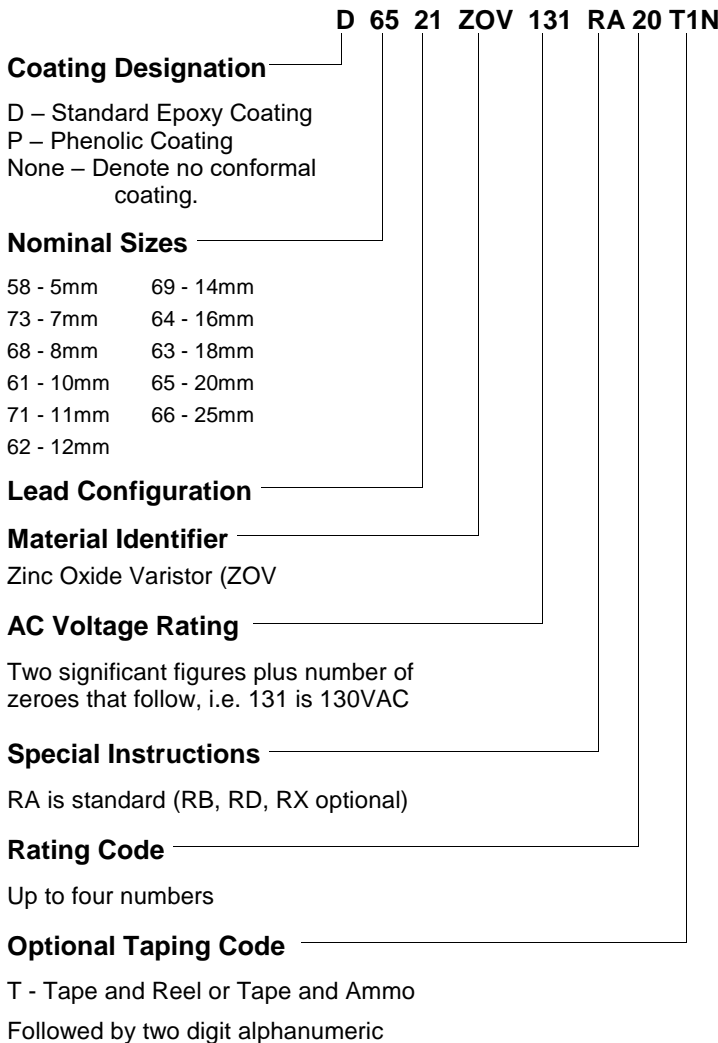 D 65 21 ZOV 131 RA 20 T1N
Coating Designation
D – Standard Epoxy Coating
P – Phenolic Coating
None – Denote no conformal
coating.
Nominal Sizes
58 - 5mm 69 - 14mm
73 - 7mm 64 - 16mm
68 - 8mm 63 - 18mm
61 - 10mm 65 - 20mm
71 - 11mm 66 - 25mm
62 - 12mm
Lead Configuration
Material Identifier
Zinc Oxide Varistor (ZOV
AC Voltage Rating
Two significant figures plus number of
zeroes that follow, i.e. 131 is 130VAC
Special Instructions
RA is standard (RB, RD, RX optional)
Rating Code
Up to four numbers
Optional Taping Code
T - Tape and Reel or Tape and Ammo
Followed by two digit alphanumeric